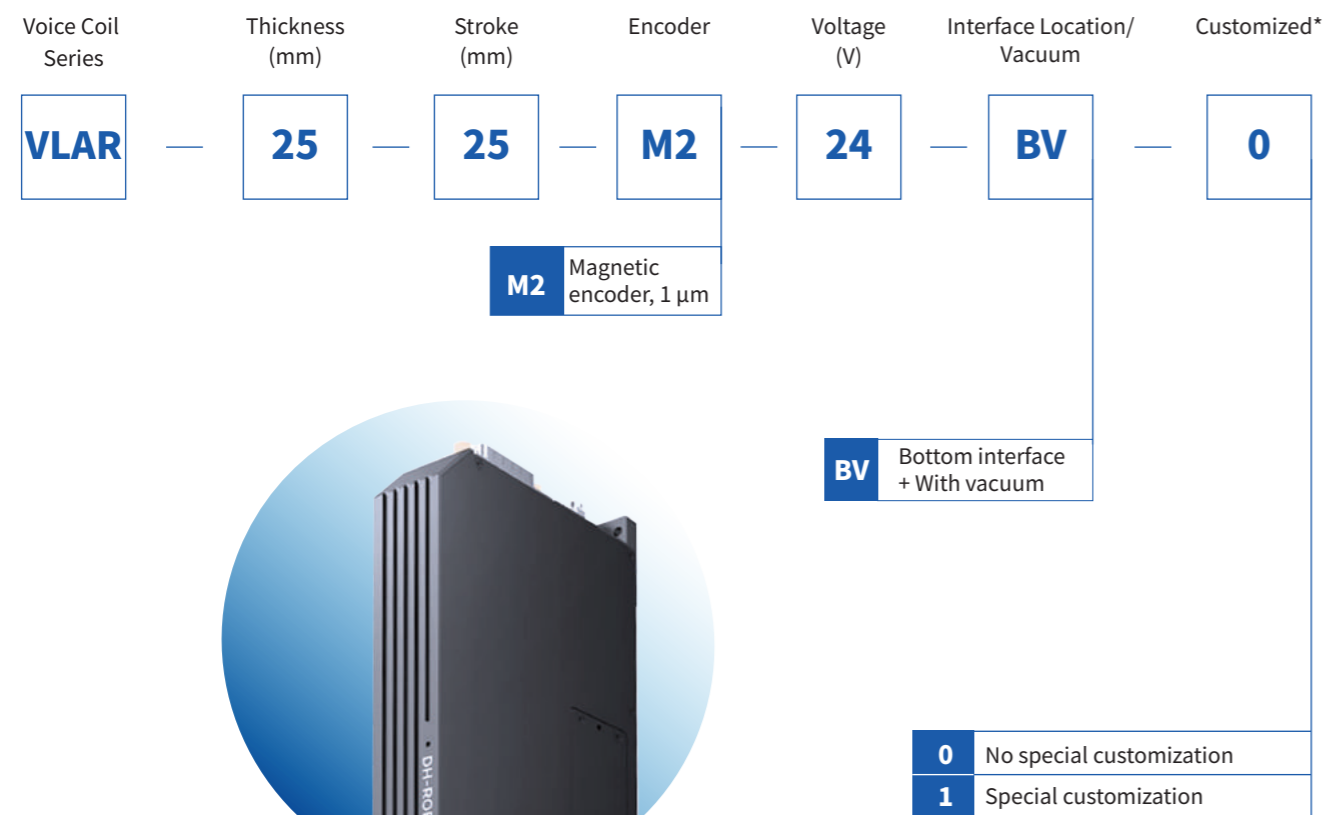 Voice Coil
Series
Thickness
(mm)
Stroke
(mm)
Encoder
Voltage
(V)
Interface Location/
Vacuum
Customized*
VLAR — 25 — 25 — M2 — 24 — BV — 0
M2
Magnetic
encoder, 1 μm
BV
Bottom interface
+ With vacuum
0 No special customization
1 Special customization